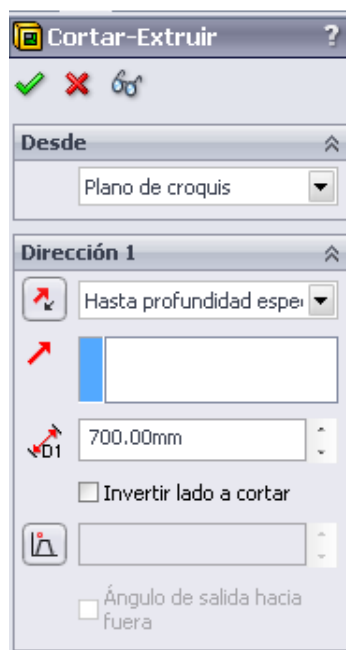 Cortar-Extruir ?
Desde
Plano de croquis
Dirección 1
Hasta profundidad espe
D1 700.00mm
Invertir lado a cortar
Ángulo de salida hacia
fuera